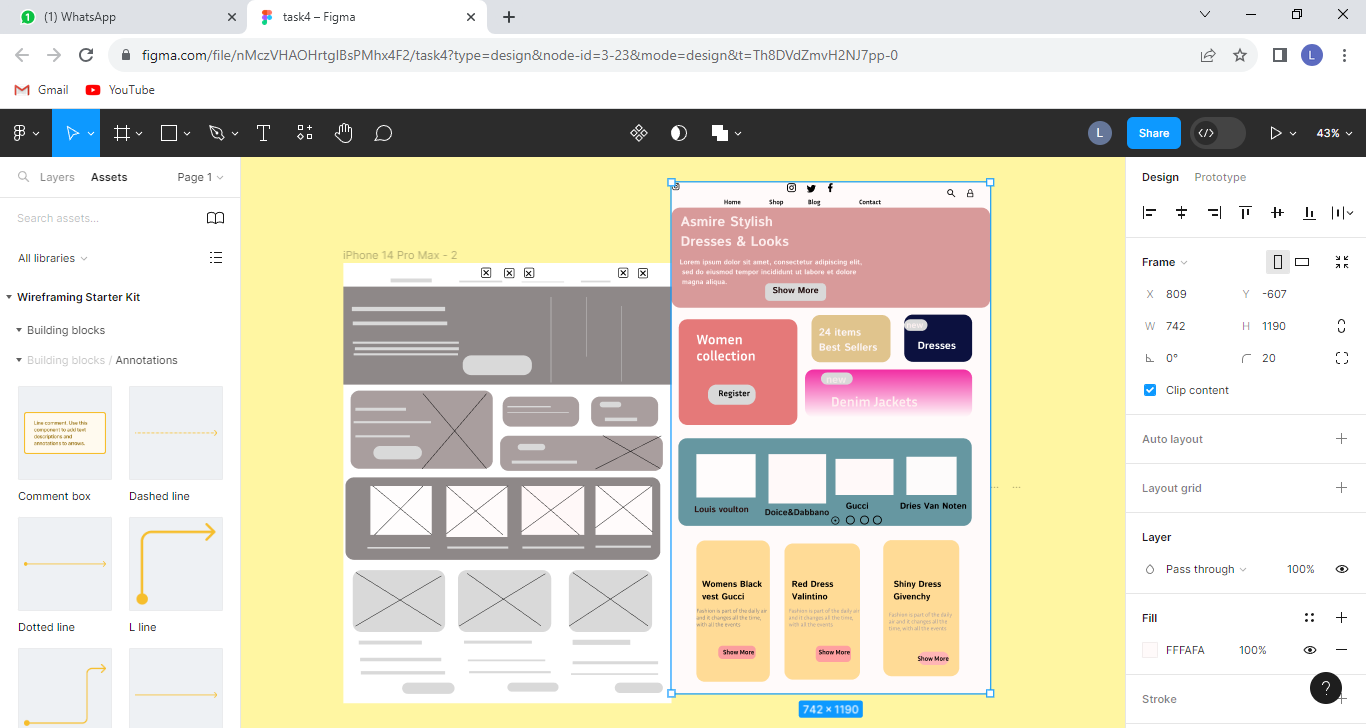 (1) WhatsApp
task4 – Figma
figma.com/file/nMczVHAOHrtgIBsPMhx4F2/task4?type=design&node-id=3-23&mode=design&t=Th8DVdZmvH2NJ7pp-0
L
Gmail
YouTube
L
Share
43%
Layers
Assets
Page 1
Search assets...
All libraries
Wireframing Starter Kit
Building blocks
Building blocks / Annotations
Line comment. Use this
component to add text
descriptions and
annotations to arrows.
Comment box
Dashed line
Dotted line
L line
iPhone 14 Pro Max - 2
Home
Shop
Blog
Contact
Asmire Stylish
Dresses & Looks
Lorem ipsum dolor sit amet, consectetur adipiscing elit,
sed do eiusmod tempor incididunt ut labore et dolore
magna aliqua.
Show More
Women
collection
Register
24 items
Best Sellers
new
Dresses
new
Denim Jackets
Louis voulton
Doice&Dabbano
Gucci
Dries Van Noten
Womens Black
vest Gucci
Fashion is part of the daily air
and it changes all the time,
with all the events
Show More
Red Dress
Valintino
Fashion is part of the daily air
and it changes all the time,
with all the events
Show More
Shiny Dress
Givenchy
Fashion is part of the daily
air and it changes all the
time, with all the events
Show More
742 × 1190
Design
Prototype
Frame
X 809
Y -607
W 742
H 1190
0°
20
Clip content
Auto layout
Layout grid
Layer
Pass through
100%
Fill
FFFAFA
100%
Stroke
?